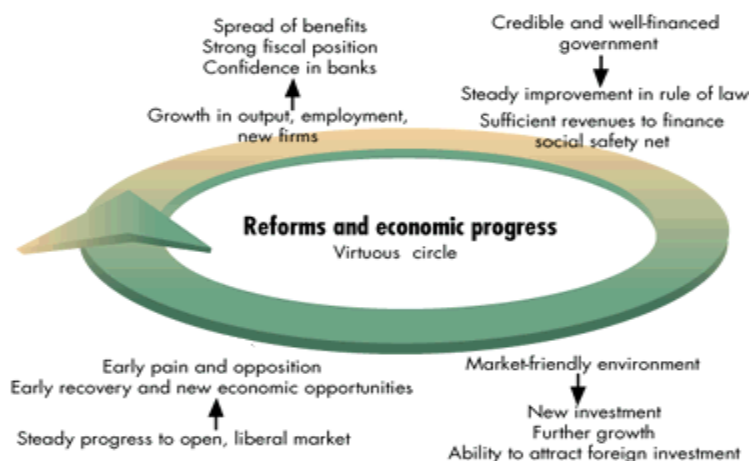 Spread of benefits
Strong fiscal position
Confidence in banks
Growth in output, employment,
new firms
Credible and well-financed
government
Steady improvement in rule of law
Sufficient revenues to finance
social safety net
Reforms and economic progress
Virtuous circle
Early pain and opposition
Early recovery and new economic opportunities
Steady progress to open, liberal market
Market-friendly environment
New investment
Further growth
Ability to attract foreign investment